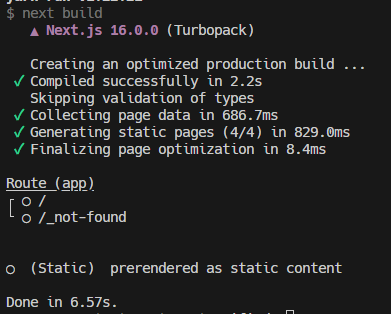 $ next build
▲ Next.js 16.0.0 (Turbopack)
Creating an optimized production build ...
✓ Compiled successfully in 2.2s
Skipping validation of types
✓ Collecting page data in 686.7ms
✓ Generating static pages (4/4) in 829.0ms
✓ Finalizing page optimization in 8.4ms
Route (app)
┌ ○ /
└ ○ /_not-found
○ (Static) prerendered as static content
Done in 6.57s.